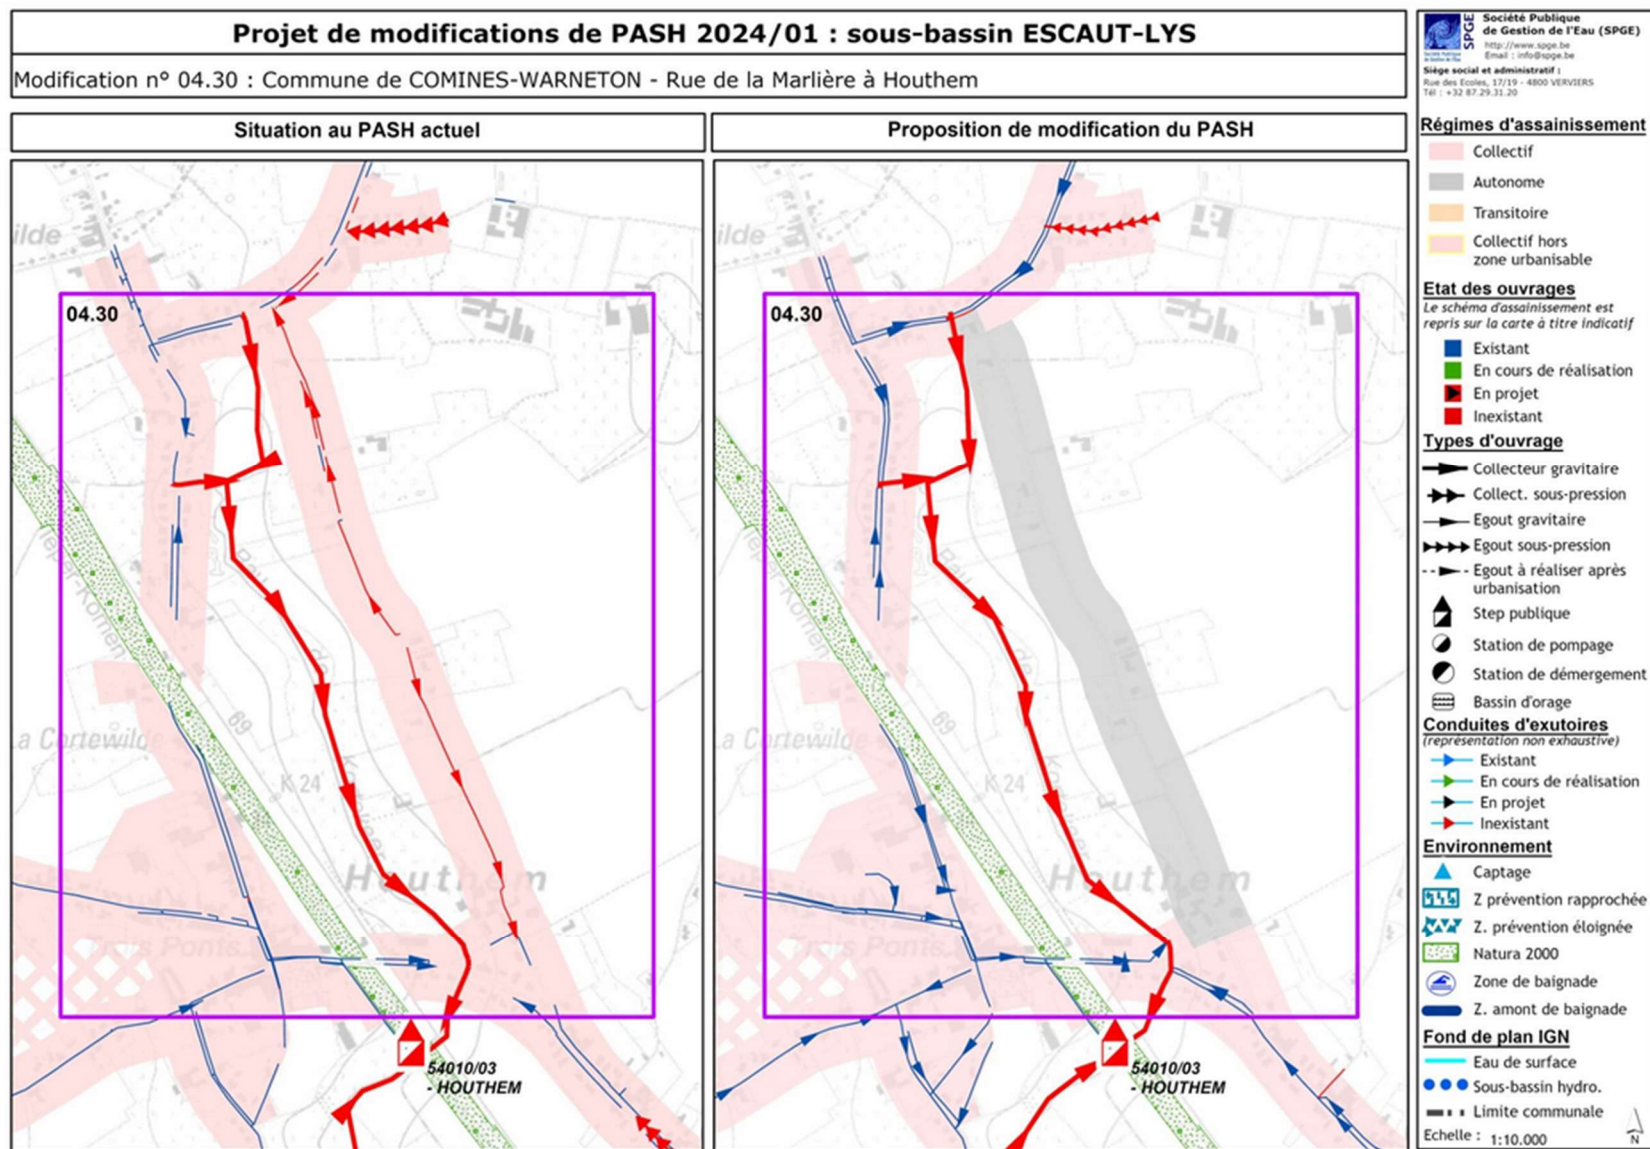 Projet de modifications de PASH 2024/01 : sous-bassin ESCAUT-LYS
Modification n° 04.30 : Commune de COMINES-WARNETON - Rue de la Marlière à Houthem
Situation au PASH actuel
Proposition de modification du PASH
ilde
04.30
La Cortewilde
69
K 24
Houthem
Trois Ponts
54010/03
- HOUTHEM
ilde
04.30
La Cortewilde
69
K 24
Houthem
Trois Ponts
54010/03
- HOUTHEM
SPGE
Société Publique
de Gestion de l'Eau (SPGE)
http://www.spge.be
Email : info@spge.be
Siège social et administratif :
Rue des Ecoles, 17/19 - 4800 VERVIERS
Tél : +32 87.29.31.20
Régimes d'assainissement
Collectif
Autonome
Transitoire
Collectif hors
zone urbanisable
Etat des ouvrages
Le schéma d'assainissement est
repris sur la carte à titre indicatif
Existant
En cours de réalisation
En projet
Inexistant
Types d'ouvrage
Collecteur gravitaire
Collect. sous-pression
Egout gravitaire
Egout sous-pression
Egout à réaliser après
urbanisation
Step publique
Station de pompage
Station de démergement
Bassin d'orage
Conduites d'exutoires
(représentation non exhaustive)
Existant
En cours de réalisation
En projet
Inexistant
Environnement
Captage
Z prévention rapprochée
Z. prévention éloignée
Natura 2000
Zone de baignade
Z. amont de baignade
Fond de plan IGN
Eau de surface
Sous-bassin hydro.
Limite communale
Echelle : 1:10.000
N